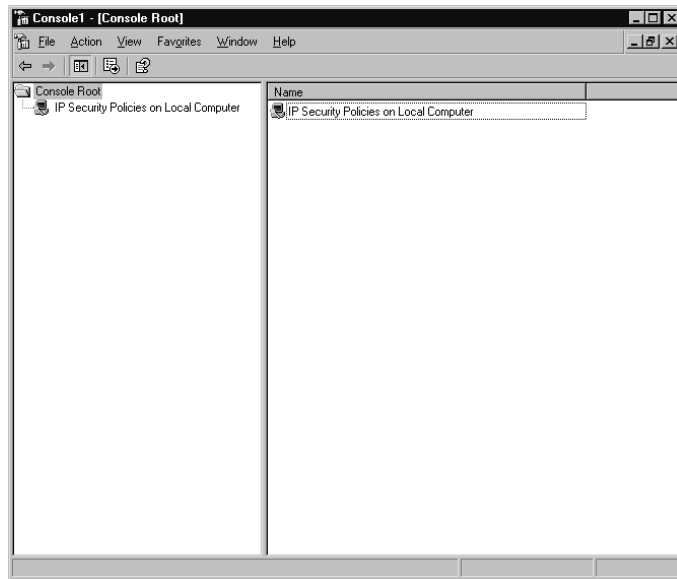 Console1 - [Console Root]
File Action View Favorites Window Help
Console Root
IP Security Policies on Local Computer
Name
IP Security Policies on Local Computer